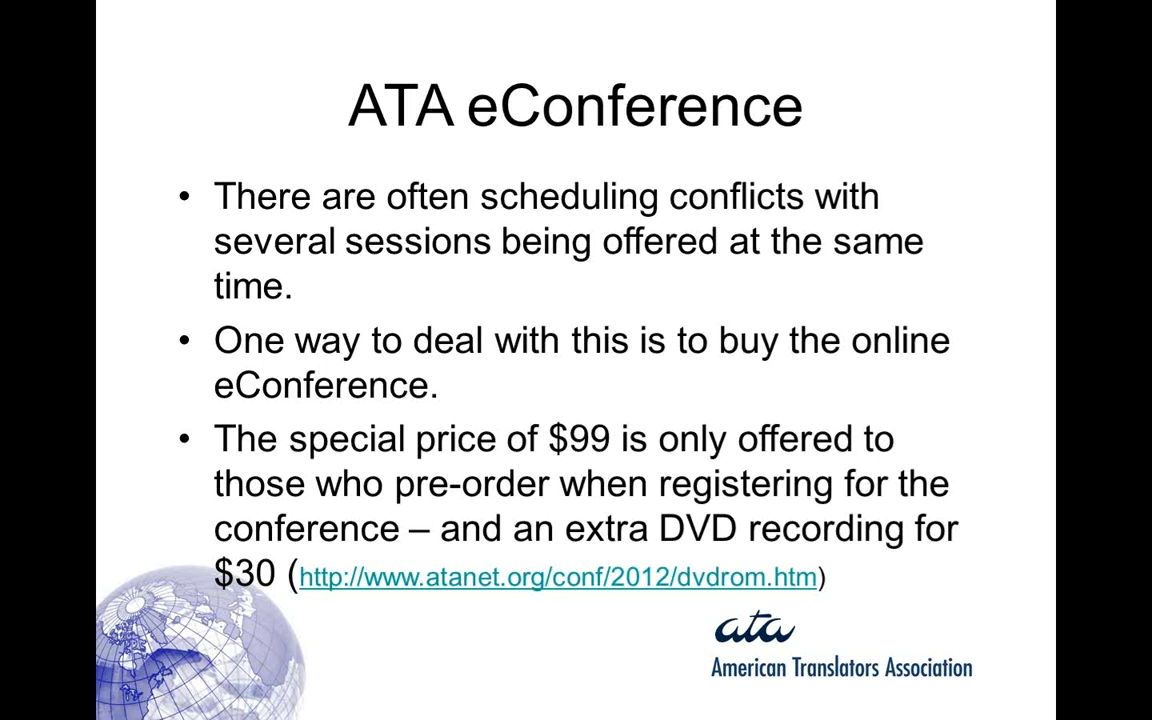 ATA eConference
• There are often scheduling conflicts with
several sessions being offered at the same
time.
• One way to deal with this is to buy the online
eConference.
• The special price of $99 is only offered to
those who pre-order when registering for the
conference – and an extra DVD recording for
$30 (http://www.atanet.org/conf/2012/dvdrom.htm)
ata
American Translators Association